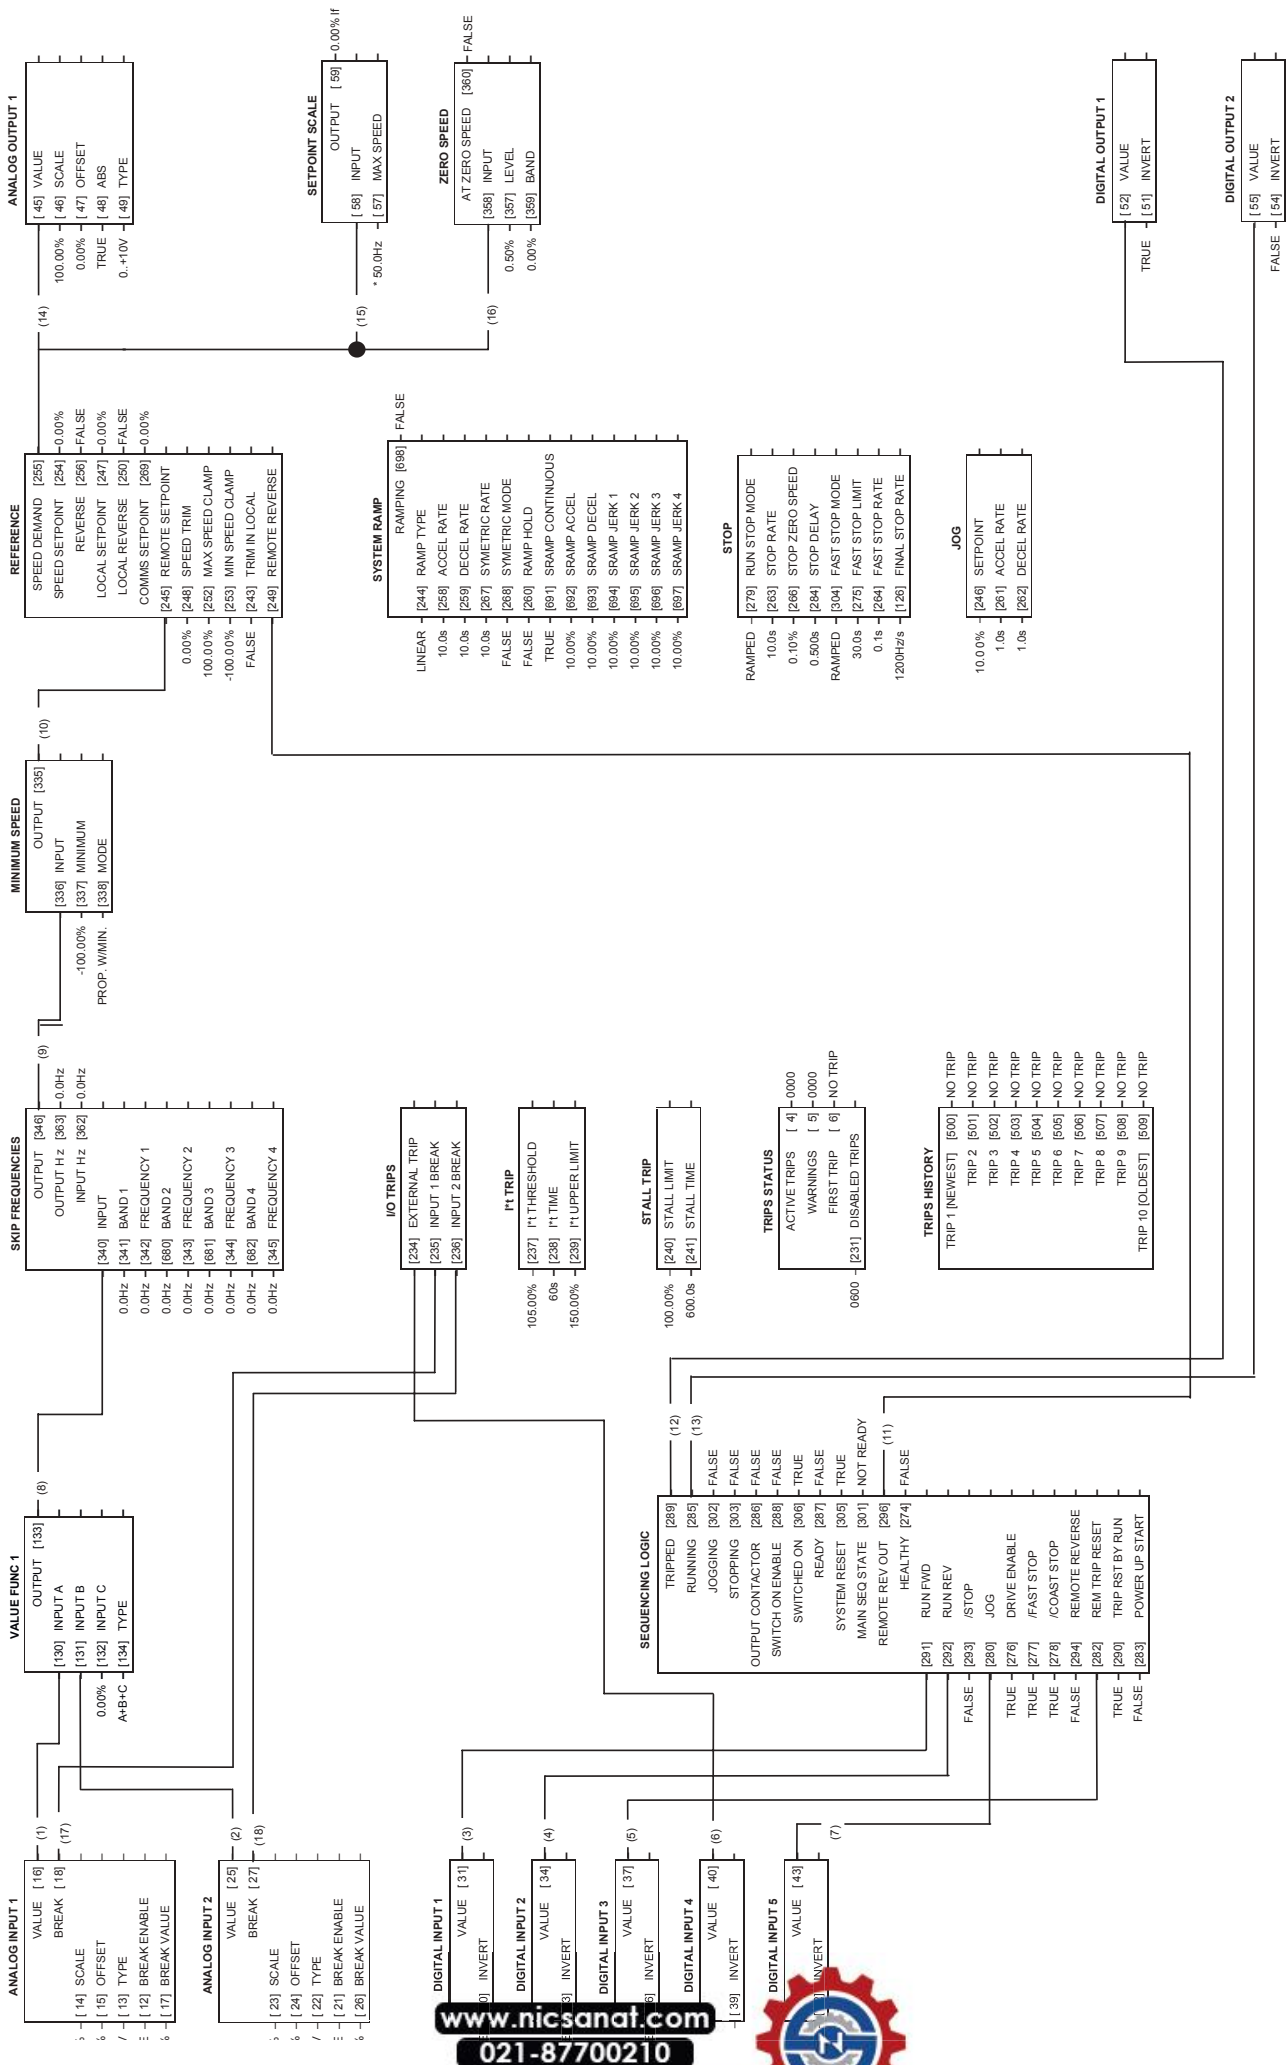 ANALOG INPUT 1
VALUE [ 16]
BREAK [ 18]
[ 14] SCALE
[ 15] OFFSET
[ 13] TYPE
[ 12] BREAK ENABLE
[ 17] BREAK VALUE
(1)
(17)
ANALOG INPUT 2
VALUE [ 25]
BREAK [ 27]
[ 23] SCALE
[ 24] OFFSET
[ 22] TYPE
[ 21] BREAK ENABLE
[ 26] BREAK VALUE
(2)
(18)
DIGITAL INPUT 1
VALUE [ 31]
INVERT
(3)
DIGITAL INPUT 2
VALUE [ 34]
INVERT
(4)
DIGITAL INPUT 3
VALUE [ 37]
INVERT
(5)
DIGITAL INPUT 4
VALUE [ 40]
[ 39] INVERT
(6)
DIGITAL INPUT 5
VALUE [ 43]
INVERT
(7)
VALUE FUNC 1
OUTPUT [133]
[130] INPUT A
[131] INPUT B
0.00% [132] INPUT C
A+B+C [134] TYPE
(8)
SEQUENCING LOGIC
TRIPPED [289] (12)
RUNNING [285] (13)
JOGGING [302] FALSE
STOPPING [303] FALSE
OUTPUT CONTACTOR [286] FALSE
SWITCH ON ENABLE [288] FALSE
SWITCHED ON [306] TRUE
READY [287] FALSE
SYSTEM RESET [305] TRUE
MAIN SEQ STATE [301] NOT READY
REMOTE REV OUT [296] (11)
HEALTHY [274] FALSE
[291] RUN FWD
[292] RUN REV
FALSE [293] /STOP
[280] JOG
TRUE [276] DRIVE ENABLE
TRUE [277] /FAST STOP
TRUE [278] /COAST STOP
FALSE [294] REMOTE REVERSE
[282] REM TRIP RESET
TRUE [290] TRIP RST BY RUN
FALSE [283] POWER UP START
SKIP FREQUENCIES
OUTPUT [346] (9)
OUTPUT Hz [363] 0.0Hz
INPUT Hz [362] 0.0Hz
[340] INPUT
0.0Hz [341] BAND 1
0.0Hz [342] FREQUENCY 1
0.0Hz [680] BAND 2
0.0Hz [343] FREQUENCY 2
0.0Hz [681] BAND 3
0.0Hz [344] FREQUENCY 3
0.0Hz [682] BAND 4
0.0Hz [345] FREQUENCY 4
I/O TRIPS
[234] EXTERNAL TRIP
[235] INPUT 1 BREAK
[236] INPUT 2 BREAK
I*t TRIP
105.00% [237] I*t THRESHOLD
60s [238] I*t TIME
150.00% [239] I*t UPPER LIMIT
STALL TRIP
100.00% [240] STALL LIMIT
600.0s [241] STALL TIME
TRIPS STATUS
ACTIVE TRIPS [ 4] 0000
WARNINGS [ 5] 0000
FIRST TRIP [ 6] NO TRIP
0600 [231] DISABLED TRIPS
TRIPS HISTORY
TRIP 1 [NEWEST] [500] NO TRIP
TRIP 2 [501] NO TRIP
TRIP 3 [502] NO TRIP
TRIP 4 [503] NO TRIP
TRIP 5 [504] NO TRIP
TRIP 6 [505] NO TRIP
TRIP 7 [506] NO TRIP
TRIP 8 [507] NO TRIP
TRIP 9 [508] NO TRIP
TRIP 10 [OLDEST] [509] NO TRIP
MINIMUM SPEED
OUTPUT [335] (10)
[336] INPUT
-100.00% [337] MINIMUM
PROP. W/MIN. [338] MODE
REFERENCE
SPEED DEMAND [255]
SPEED SETPOINT [254] 0.00%
REVERSE [256] FALSE
LOCAL SETPOINT [247] 0.00%
LOCAL REVERSE [250] FALSE
COMMS SETPOINT [269] 0.00%
[245] REMOTE SETPOINT
0.00% [248] SPEED TRIM
100.00% [252] MAX SPEED CLAMP
-100.00% [253] MIN SPEED CLAMP
FALSE [243] TRIM IN LOCAL
[249] REMOTE REVERSE
SYSTEM RAMP
RAMPING [698] FALSE
LINEAR [244] RAMP TYPE
10.0s [258] ACCEL RATE
10.0s [259] DECEL RATE
10.0s [267] SYMETRIC RATE
FALSE [268] SYMETRIC MODE
FALSE [260] RAMP HOLD
TRUE [691] SRAMP CONTINUOUS
10.00% [692] SRAMP ACCEL
10.00% [693] SRAMP DECEL
10.00% [694] SRAMP JERK 1
10.00% [695] SRAMP JERK 2
10.00% [696] SRAMP JERK 3
10.00% [697] SRAMP JERK 4
STOP
RAMPED [279] RUN STOP MODE
10.0s [263] STOP RATE
0.10% [266] STOP ZERO SPEED
0.500s [284] STOP DELAY
RAMPED [304] FAST STOP MODE
30.0s [275] FAST STOP LIMIT
0.1s [264] FAST STOP RATE
1200Hz/s [126] FINAL STOP RATE
JOG
10.00% [246] SETPOINT
1.0s [261] ACCEL RATE
1.0s [262] DECEL RATE
ANALOG OUTPUT 1
(14) [ 45] VALUE
100.00% [ 46] SCALE
0.00% [ 47] OFFSET
TRUE [ 48] ABS
0..+10V [ 49] TYPE
SETPOINT SCALE
OUTPUT [ 59] 0.00% lf
(15) [ 58] INPUT
* 50.0Hz [ 57] MAX SPEED
ZERO SPEED
AT ZERO SPEED [360] FALSE
(16) [358] INPUT
0.50% [357] LEVEL
0.00% [359] BAND
DIGITAL OUTPUT 1
[ 52] VALUE
TRUE [ 51] INVERT
DIGITAL OUTPUT 2
[ 55] VALUE
FALSE [ 54] INVERT
www.nicsanat.com
021-87700210